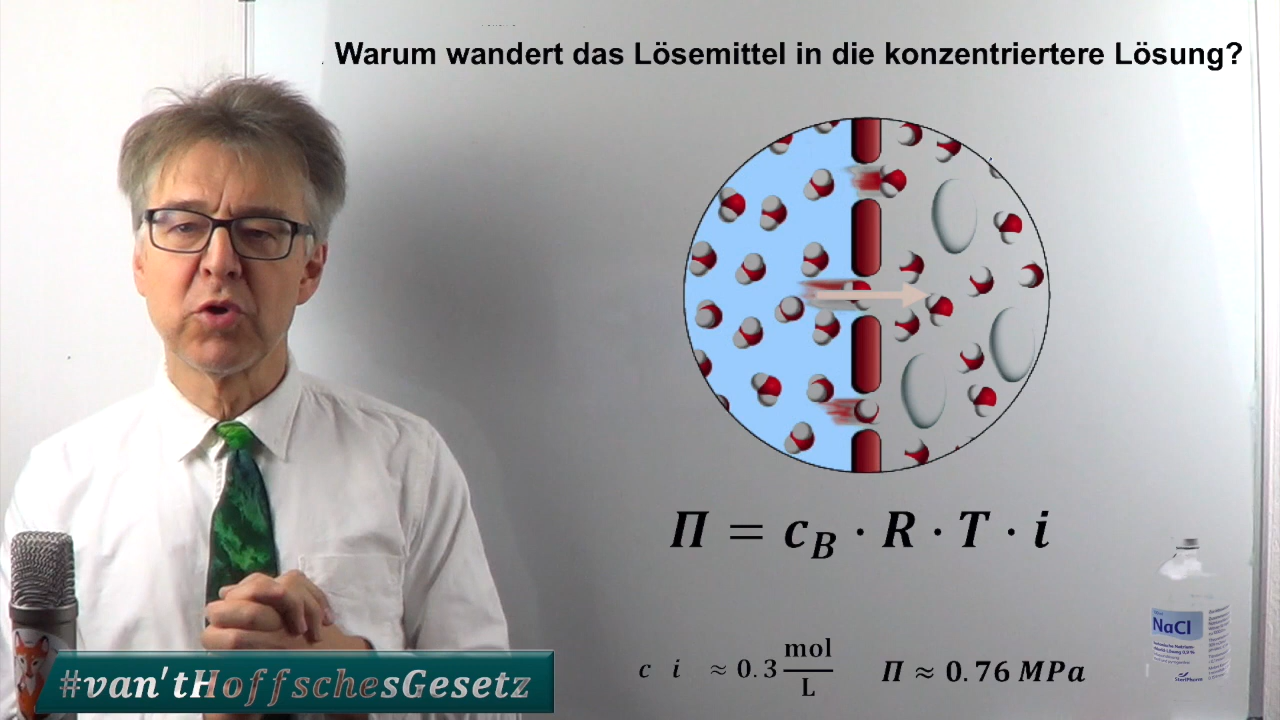 Warum wandert das Lösemittel in die konzentriertere Lösung?
Π = c_B · R · T · i
c i ≈ 0.3 mol/L
Π ≈ 0.76 MPa
NaCl
#van'tHoffschesGesetz